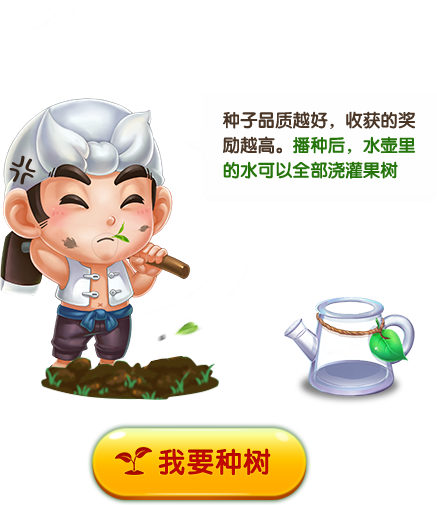 种子品质越好，收获的奖
励越高。播种后，水壶里
的水可以全部浇灌果树
我要种树